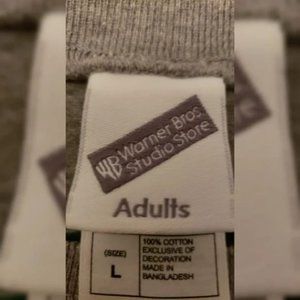 WB Warner Bros.
Studio Store
Adults
(SIZE)
L
100% COTTON
EXCLUSIVE OF
DECORATION
MADE IN
BANGLADESH